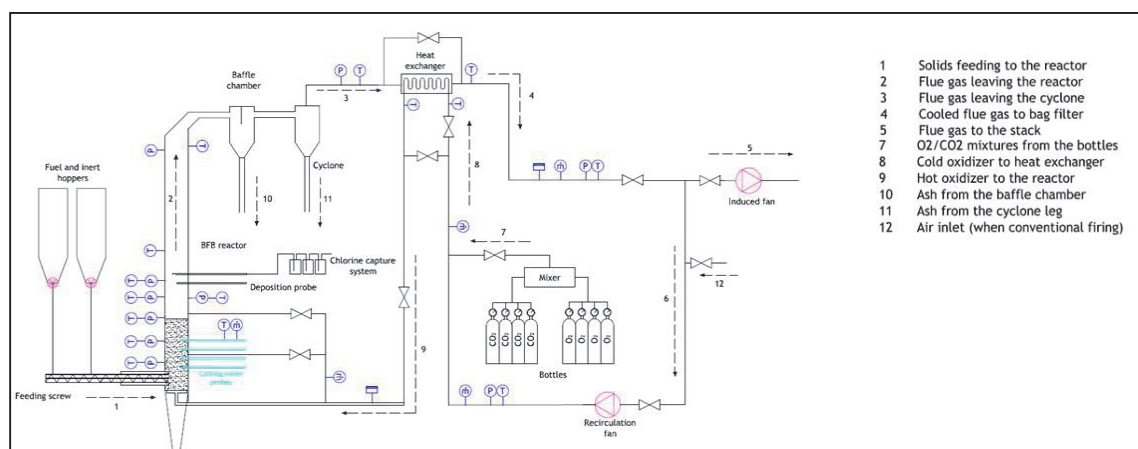 Heat
exchanger
P T
T
3
4
Baffle
chamber
Cyclone
T
T
1 Solids feeding to the reactor
2 Flue gas leaving the reactor
3 Flue gas leaving the cyclone
4 Cooled flue gas to bag filter
5 Flue gas to the stack
7 O2/CO2 mixtures from the bottles
8 Cold oxidizer to heat exchanger
9 Hot oxidizer to the reactor
10 Ash from the baffle chamber
11 Ash from the cyclone leg
12 Air inlet (when conventional firing)
P T
8
5
ṁ P T
Induced fan
Fuel and inert
hoppers
2
10
11
BFB reactor
T
7
Chlorine capture
system
Mixer
Deposition probe
T P
T P
P T
12
6
T P
T ṁ
CO₂ CO₂ CO₂ CO₂
O₂ O₂ O₂ O₂
T P
T P
9
Cooling water
probes
Bottles
Feeding screw
1
ṁ P T
Recirculation
fan